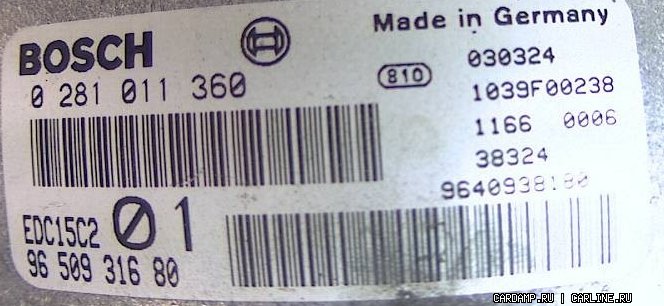 Made in Germany
BOSCH
0 281 011 360
810
030324
1039F00238
1166 0006
38324
9640938180
EDC15C2
Ø 1
96 509 316 80
CARDAMP.RU | CARLINE.RU